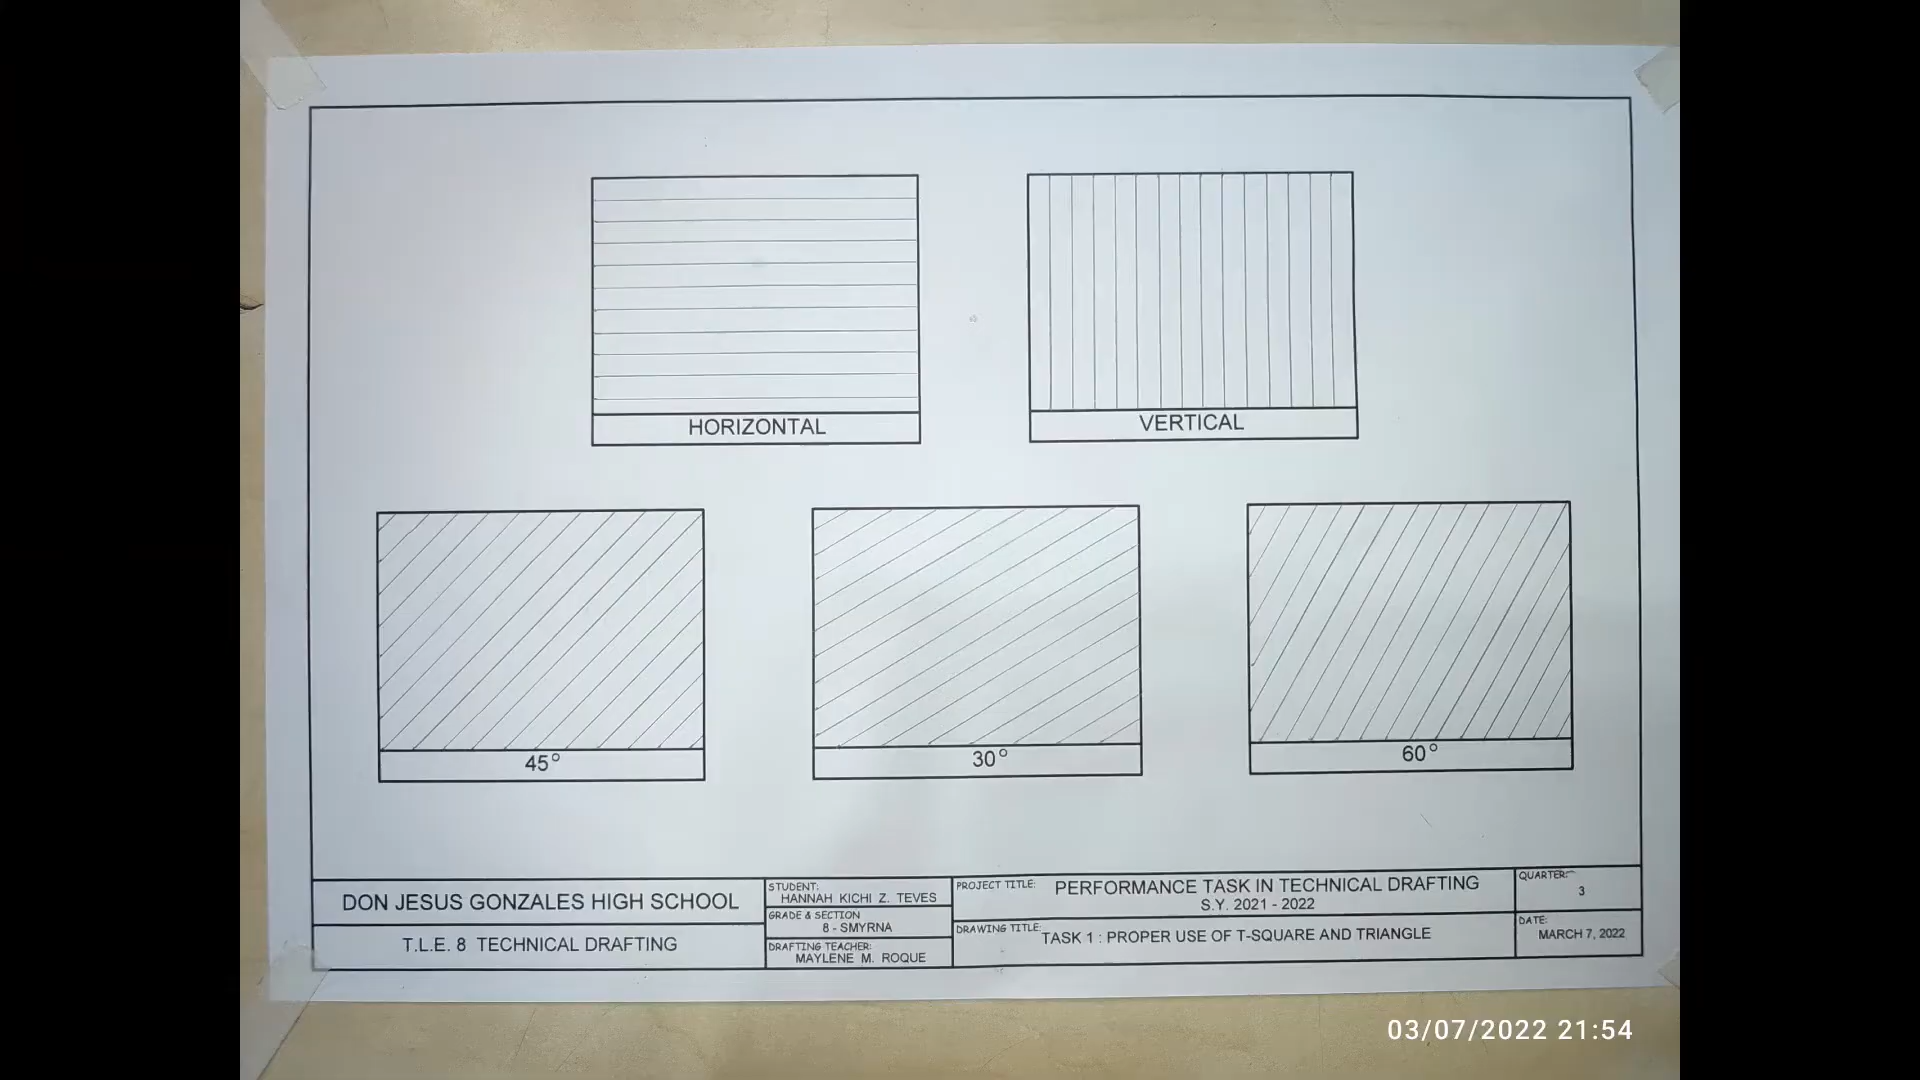 HORIZONTAL
VERTICAL
45°
30°
60°
DON JESUS GONZALES HIGH SCHOOL
T.L.E. 8 TECHNICAL DRAFTING
STUDENT:
HANNAH KICHI Z. TEVES
GRADE & SECTION
8 - SMYRNA
DRAFTING TEACHER:
MAYLENE M. ROQUE
PROJECT TITLE: PERFORMANCE TASK IN TECHNICAL DRAFTING
S.Y. 2021 - 2022
DRAWING TITLE: TASK 1 : PROPER USE OF T-SQUARE AND TRIANGLE
QUARTER:
3
DATE:
MARCH 7, 2022
03/07/2022 21:54